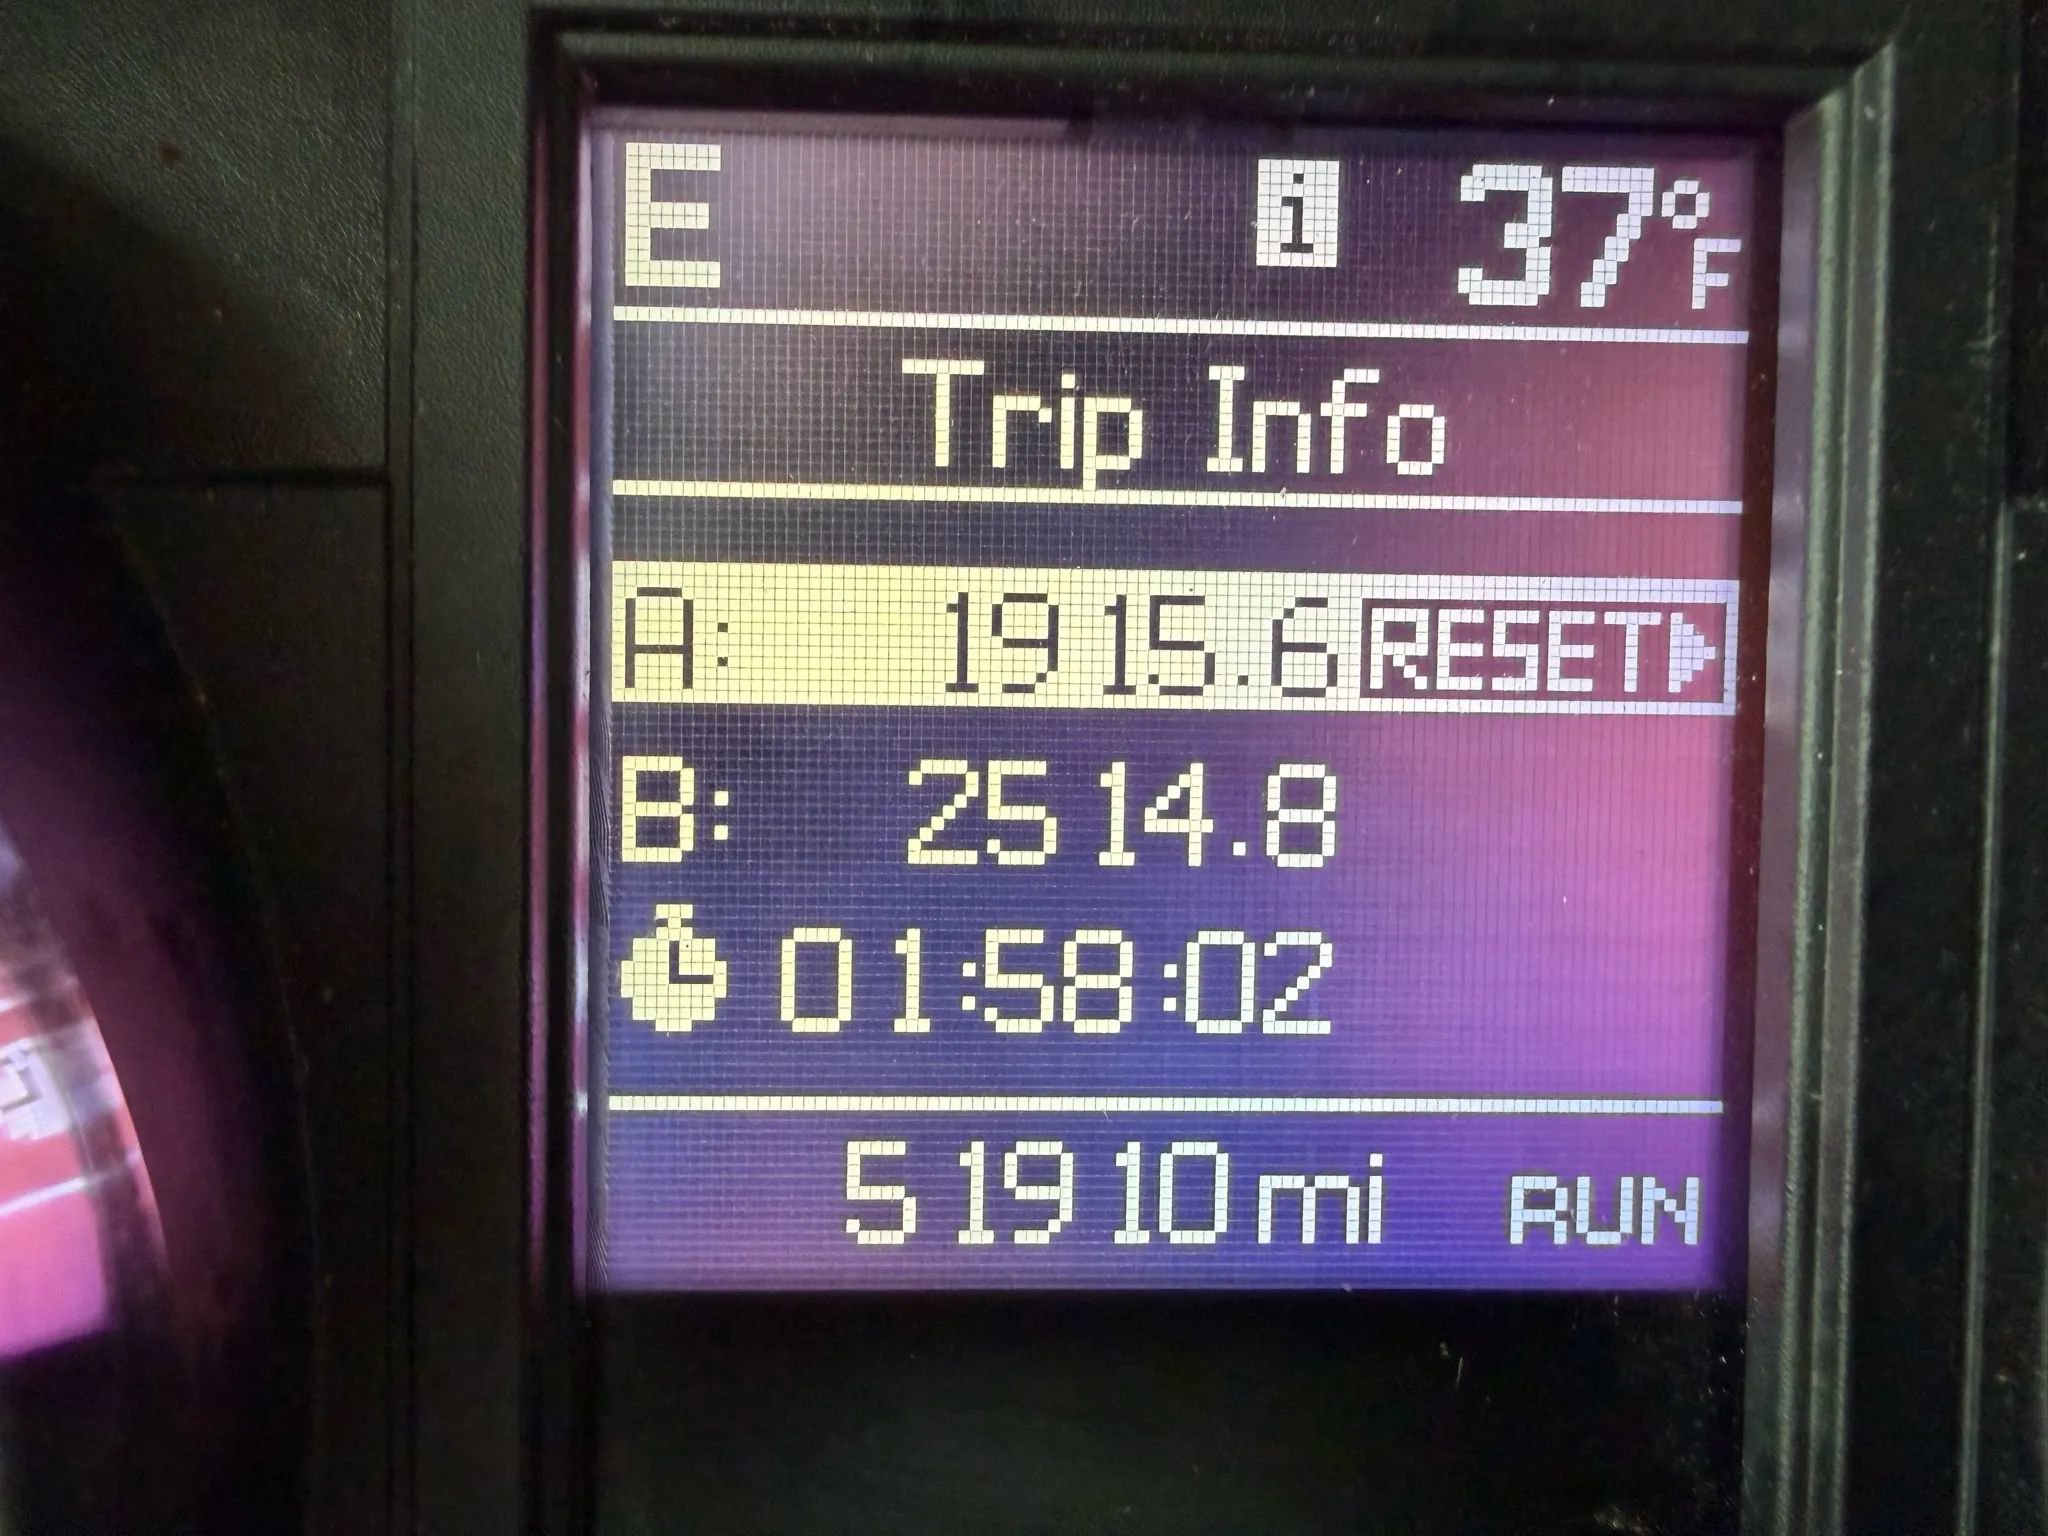 E i 37°F
Trip Info
A: 1915.6 RESET
B: 2514.8
01:58:02
51910 mi RUN